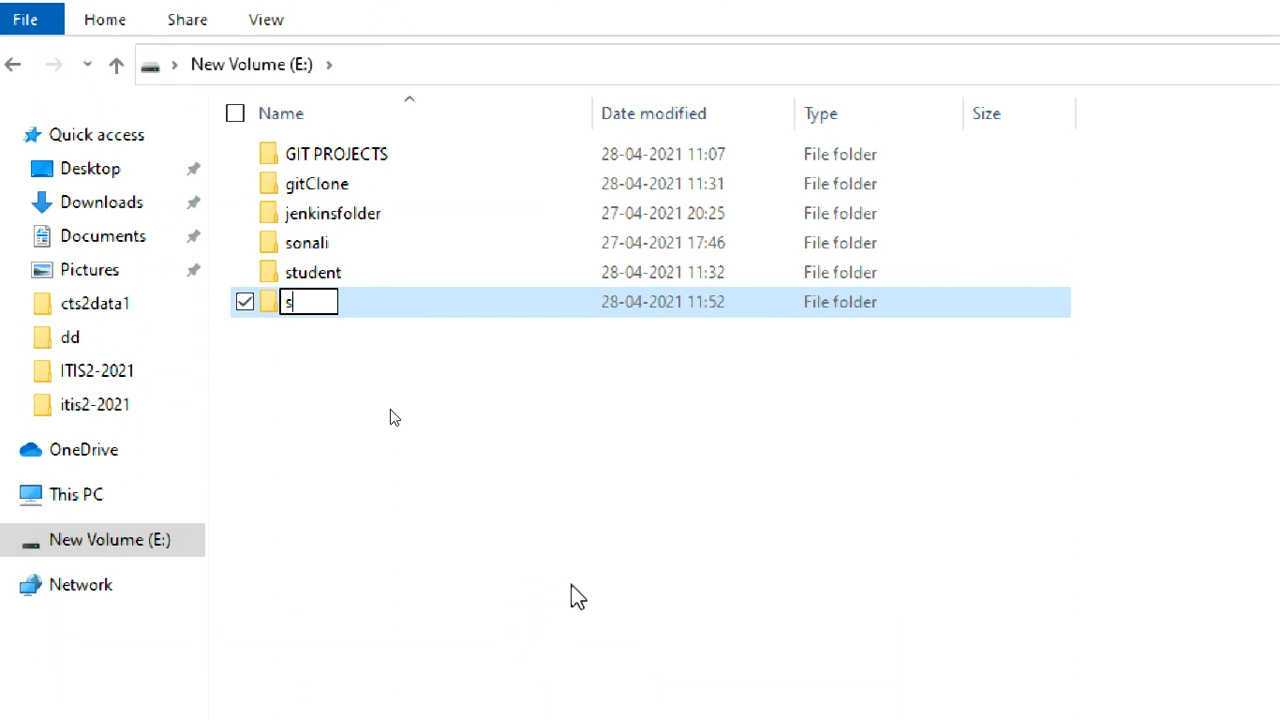 File Home Share View
New Volume (E:)
Name Date modified Type Size
Quick access
Desktop
Downloads
Documents
Pictures
cts2data1
dd
ITIS2-2021
itis2-2021
OneDrive
This PC
New Volume (E:)
Network
GIT PROJECTS 28-04-2021 11:07 File folder
gitClone 28-04-2021 11:31 File folder
jenkinsfolder 27-04-2021 20:25 File folder
sonali 27-04-2021 17:46 File folder
student 28-04-2021 11:32 File folder
s 28-04-2021 11:52 File folder